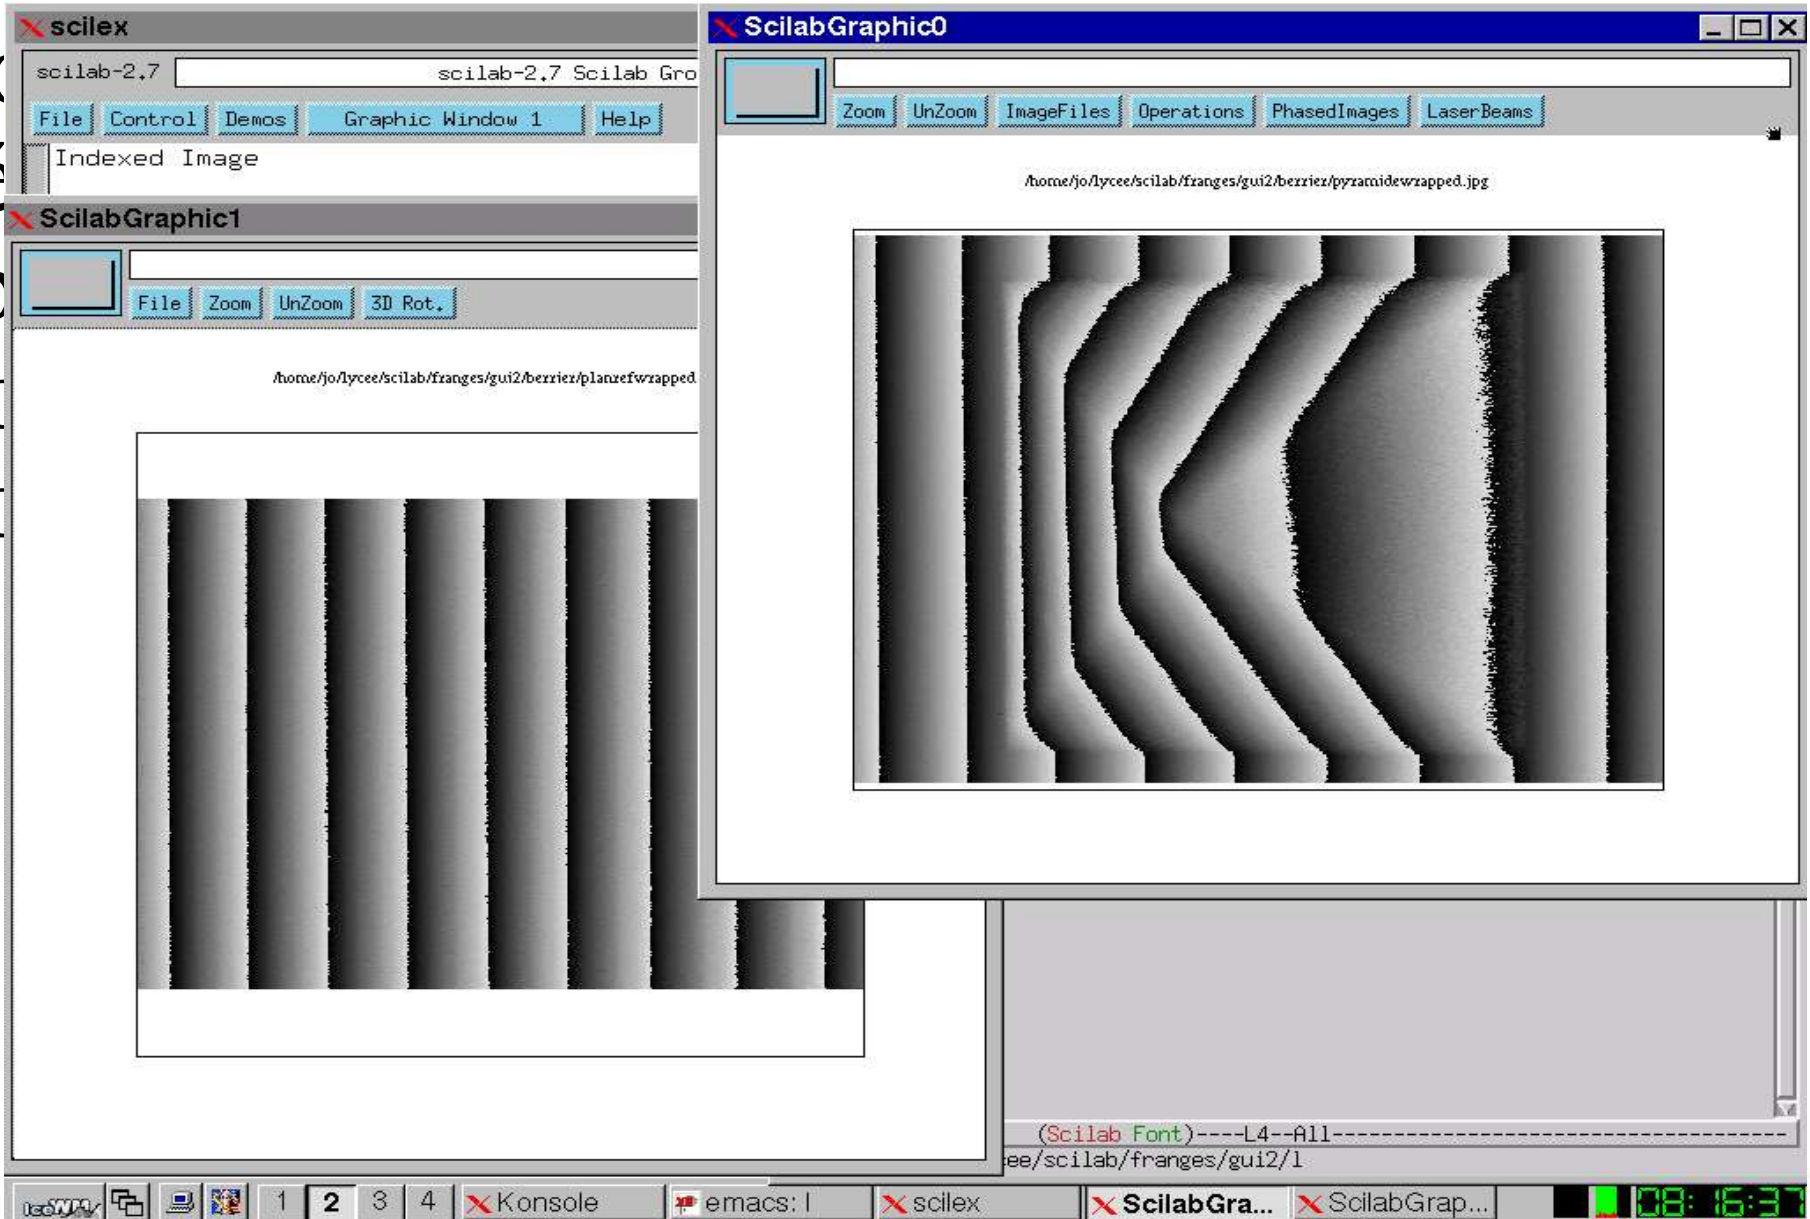 scilex
scilab-2.7 scilab-2.7 Scilab Gro
File Control Demos Graphic Window 1 Help
Indexed Image
ScilabGraphic1
File Zoom UnZoom 3D Rot.
/home/jo/lycee/scilab/franges/gui2/berrier/planrefwrapped
ScilabGraphic0
Zoom UnZoom ImageFiles Operations PhasedImages LaserBeams
/home/jo/lycee/scilab/franges/gui2/berrier/pyramidewrapped.jpg
(Scilab Font)----L4--All-----------------------------------
ee/scilab/franges/gui2/l
IceWM 1 2 3 4 Konsole emacs: l scilex ScilabGra... ScilabGrap... 08:16:37